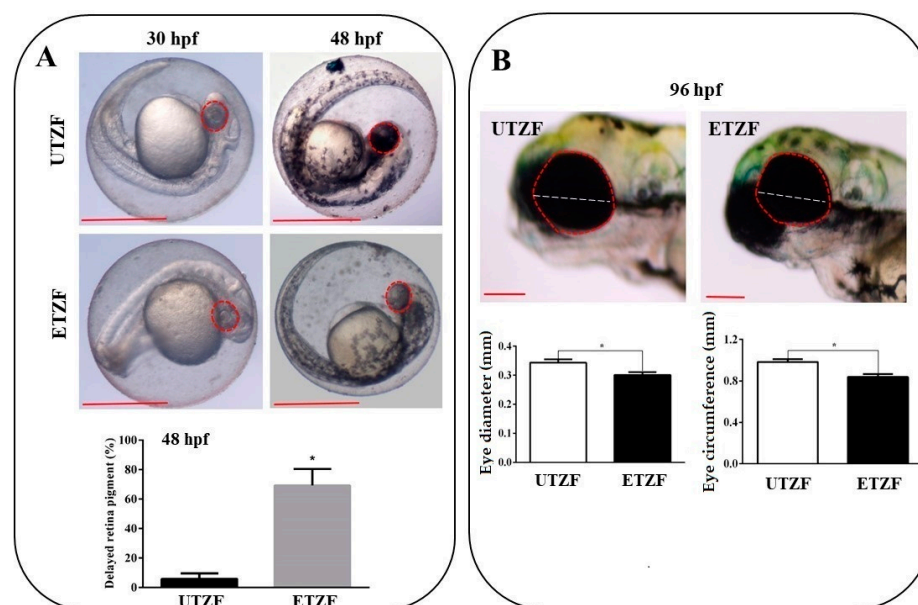 A
30 hpf
48 hpf
UTZF
ETZF
48 hpf
Delayed retina pigment (%)
100
80
60
40
20
0
*
UTZF
ETZF
B
96 hpf
UTZF
ETZF
Eye diameter (mm)
0.4
0.3
0.2
0.1
0.0
*
UTZF
ETZF
Eye circumference (mm)
1.2
0.8
0.4
0.0
*
UTZF
ETZF